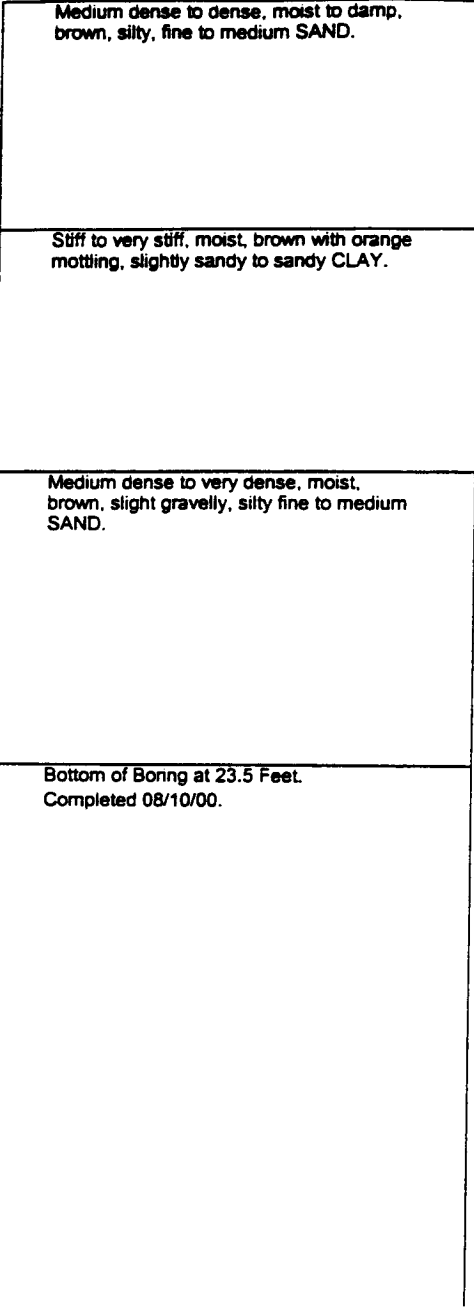 Medium dense to dense, moist to damp,
brown, silty, fine to medium SAND.
Stiff to very stiff, moist, brown with orange
mottling, slightly sandy to sandy CLAY.
Medium dense to very dense, moist,
brown, slight gravelly, silty fine to medium
SAND.
Bottom of Boring at 23.5 Feet.
Completed 08/10/00.